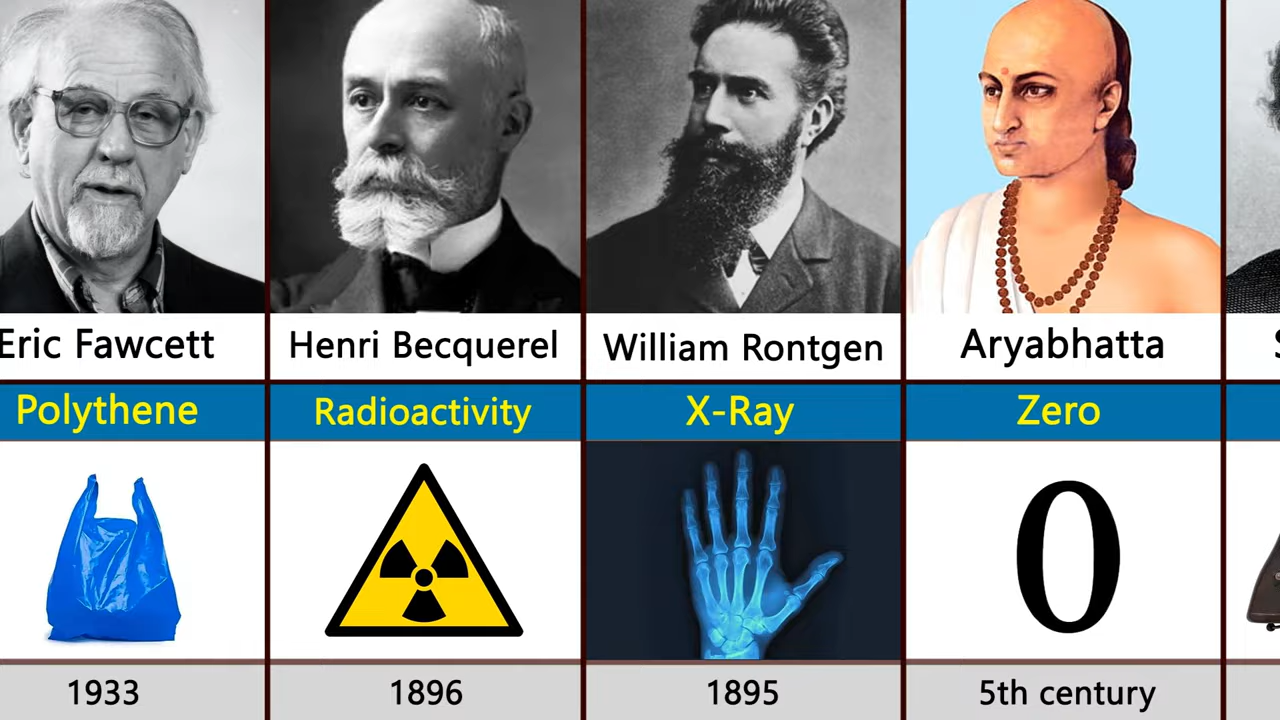 Eric Fawcett
Henri Becquerel
William Rontgen
Aryabhatta
Polythene
Radioactivity
X-Ray
Zero
0
1933
1896
1895
5th century